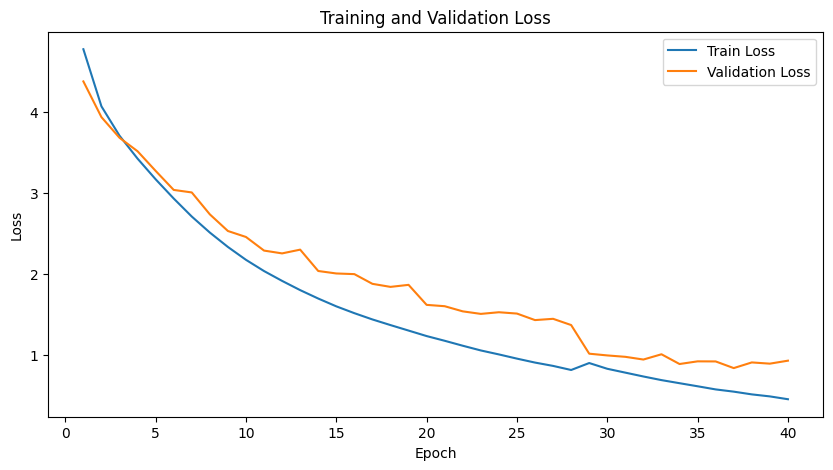 Training and Validation Loss
Train Loss
Validation Loss
Loss
4
3
2
1
0 5 10 15 20 25 30 35 40
Epoch